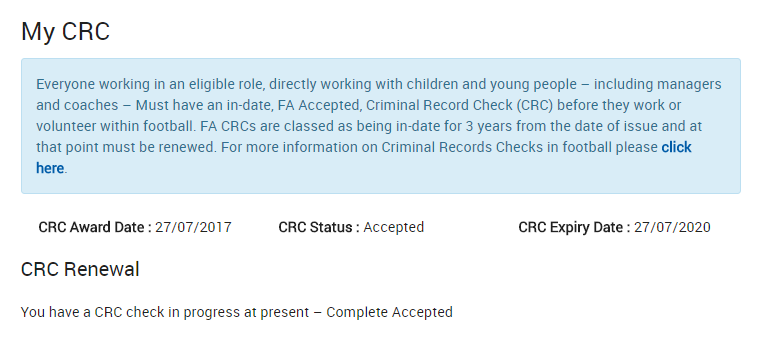 My CRC
Everyone working in an eligible role, directly working with children and young people – including managers
and coaches – Must have an in-date, FA Accepted, Criminal Record Check (CRC) before they work or
volunteer within football. FA CRCs are classed as being in-date for 3 years from the date of issue and at
that point must be renewed. For more information on Criminal Records Checks in football please click
here.
CRC Award Date : 27/07/2017 CRC Status : Accepted CRC Expiry Date : 27/07/2020
CRC Renewal
You have a CRC check in progress at present – Complete Accepted